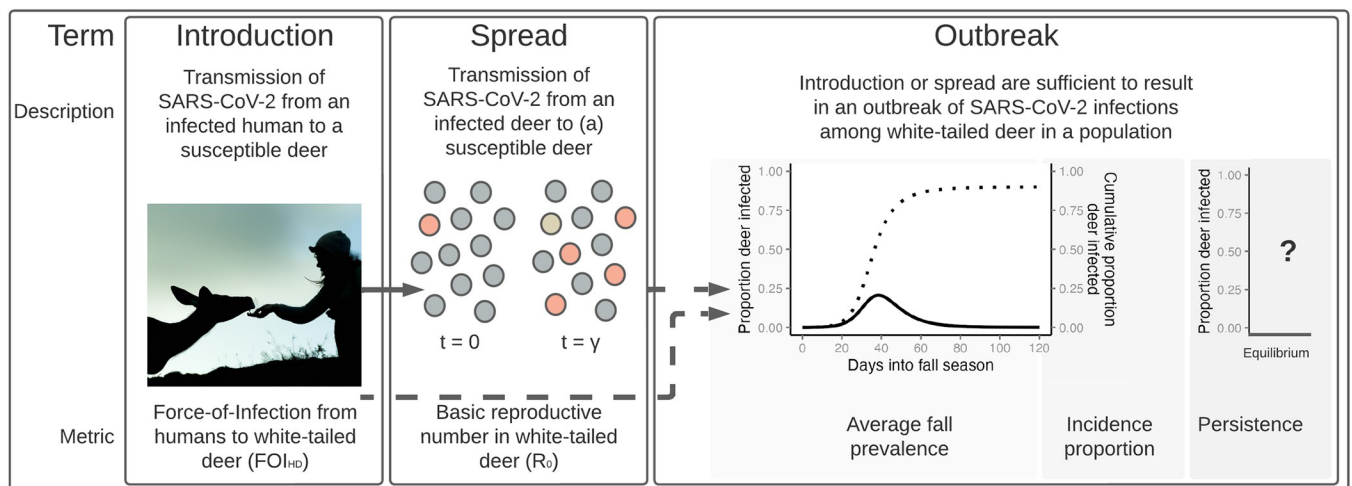 Term
Introduction
Spread
Outbreak
Description
Transmission of
SARS-CoV-2 from an
infected human to a
susceptible deer
Transmission of
SARS-CoV-2 from an
infected deer to (a)
susceptible deer
Introduction or spread are sufficient to result
in an outbreak of SARS-CoV-2 infections
among white-tailed deer in a population
t = 0
t = γ
Proportion deer infected
1.00
0.75
0.50
0.25
0.00
0 20 40 60 80 100 120
Days into fall season
1.00
0.75
0.50
0.25
0.00
Cumulative proportion
deer infected
Proportion deer infected
1.00
0.75
0.50
0.25
0.00
?
Equilibrium
Metric
Force-of-Infection from
humans to white-tailed
deer (FOIHD)
Basic reproductive
number in white-tailed
deer (R0)
Average fall
prevalence
Incidence
proportion
Persistence